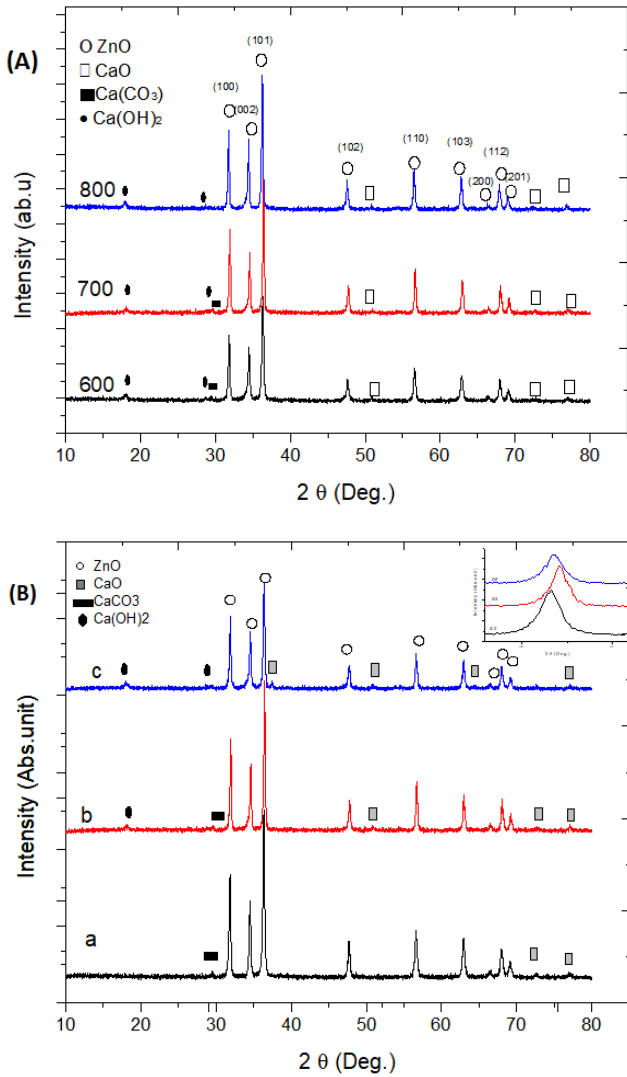 (A)
ZnO
CaO
Ca(CO₃)
Ca(OH)₂
(101)
(100)
(002)
(102)
(110)
(103)
(112)
(200)
(201)
800
700
600
Intensity (ab.u)
10 20 30 40 50 60 70 80
2 θ (Deg.)
(B)
ZnO
CaO
CaCO3
Ca(OH)2
c
b
a
Intensity (Abs.unit)
10 20 30 40 50 60 70 80
2 θ (Deg.)